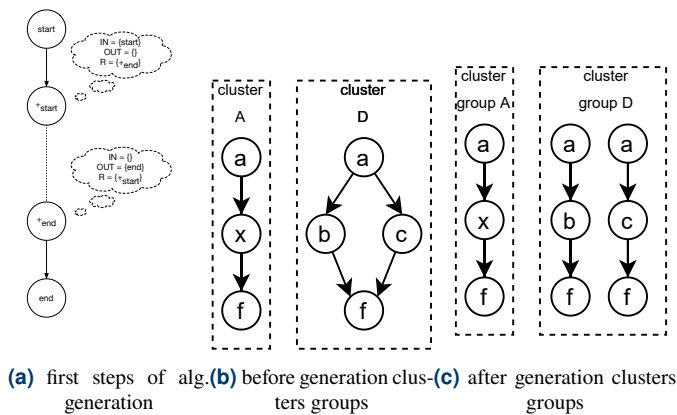 start
IN = {start}
OUT = {}
R = {+end}
+start
IN = {}
OUT = {end}
R = {+start}
+end
end
cluster
A
a
x
f
cluster
D
a
b c
f
cluster
group A
a
x
f
cluster
group D
a a
b c
f f
(a) first steps of alg.
generation
(b) before generation clus-
ters groups
(c) after generation clusters
groups